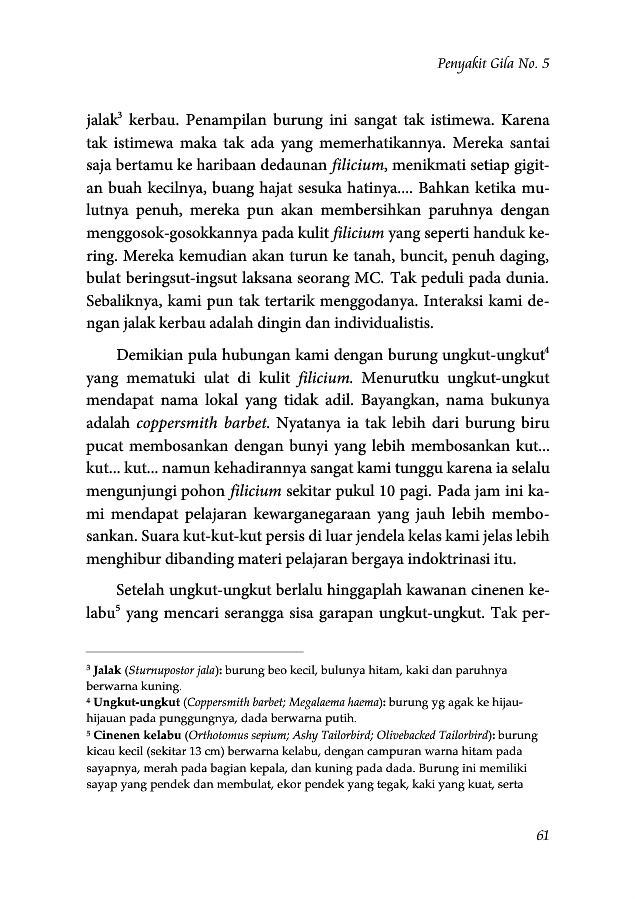 Penyakit Gila No. 5
jalak³ kerbau. Penampilan burung ini sangat tak istimewa. Karena
tak istimewa maka tak ada yang memerhatikannya. Mereka santai
saja bertamu ke haribaan dedaunan filicium, menikmati setiap gigit-
an buah kecilnya, buang hajat sesuka hatinya.... Bahkan ketika mu-
lutnya penuh, mereka pun akan membersihkan paruhnya dengan
menggosok-gosokkannya pada kulit filicium yang seperti handuk ke-
ring. Mereka kemudian akan turun ke tanah, buncit, penuh daging,
bulat beringsut-ingsut laksana seorang MC. Tak peduli pada dunia.
Sebaliknya, kami pun tak tertarik menggodanya. Interaksi kami de-
ngan jalak kerbau adalah dingin dan individualistis.
Demikian pula hubungan kami dengan burung ungkut-ungkut⁴
yang mematuki ulat di kulit filicium. Menurutku ungkut-ungkut
mendapat nama lokal yang tidak adil. Bayangkan, nama bukunya
adalah coppersmith barbet. Nyatanya ia tak lebih dari burung biru
pucat membosankan dengan bunyi yang lebih membosankan kut...
kut... kut... namun kehadirannya sangat kami tunggu karena ia selalu
mengunjungi pohon filicium sekitar pukul 10 pagi. Pada jam ini ka-
mi mendapat pelajaran kewarganegaraan yang jauh lebih membo-
sankan. Suara kut-kut-kut persis di luar jendela kelas kami jelas lebih
menghibur dibanding materi pelajaran bergaya indoktrinasi itu.
Setelah ungkut-ungkut berlalu hinggaplah kawanan cinenen ke-
labu⁵ yang mencari serangga sisa garapan ungkut-ungkut. Tak per-
³ Jalak (Sturnupostor jala): burung beo kecil, bulunya hitam, kaki dan paruhnya
berwarna kuning.
⁴ Ungkut-ungkut (Coppersmith barbet; Megalaema haema): burung yg agak ke hijau-
hijauan pada punggungnya, dada berwarna putih.
⁵ Cinenen kelabu (Orthotomus sepium; Ashy Tailorbird; Olivebacked Tailorbird): burung
kicau kecil (sekitar 13 cm) berwarna kelabu, dengan campuran warna hitam pada
sayapnya, merah pada bagian kepala, dan kuning pada dada. Burung ini memiliki
sayap yang pendek dan membulat, ekor pendek yang tegak, kaki yang kuat, serta
61